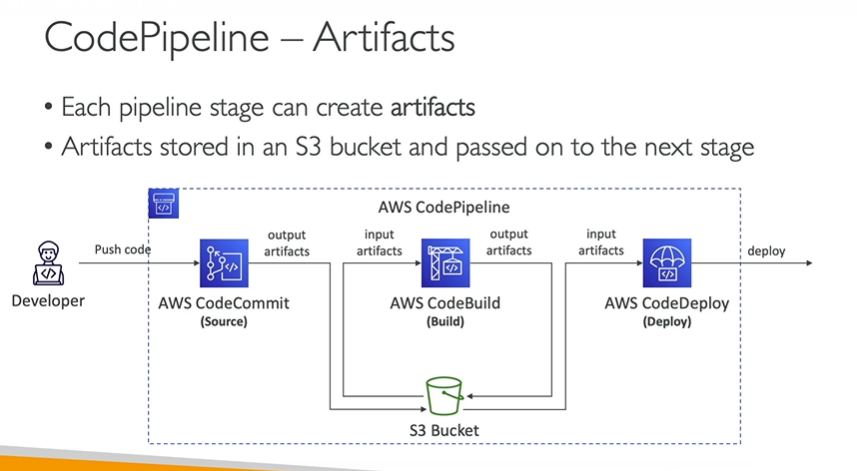 CodePipeline – Artifacts
• Each pipeline stage can create artifacts
• Artifacts stored in an S3 bucket and passed on to the next stage
AWS CodePipeline
Push code
output
artifacts
input
artifacts
output
artifacts
input
artifacts
deploy
Developer
AWS CodeCommit
(Source)
AWS CodeBuild
(Build)
AWS CodeDeploy
(Deploy)
S3 Bucket